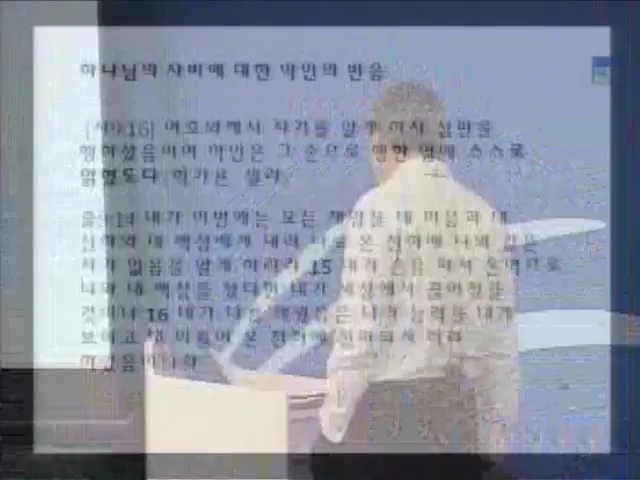 하나님의 자비에 대한 악인의 반응
여호와께서 자기를 알게 하사 심판을
행하셨음이여 악인은 그 손으로 행한 일에 스스로
얽혔도다
내가 이번에는 모든 재앙을 네 마음과 네
신하와 네 백성에게 내려 너로 온 천하에 나와 같은
자가 없음을 알게 하리라 15 내가 손을 펴서 온역으로
너와 네 백성을 쳤더면 네가 세상에서 끊어졌을
것이나 16 내가 너를 세웠음은 나의 능력을 네게
보이고 내 이름이 온 천하에 전파되게 하려
하였음이니라